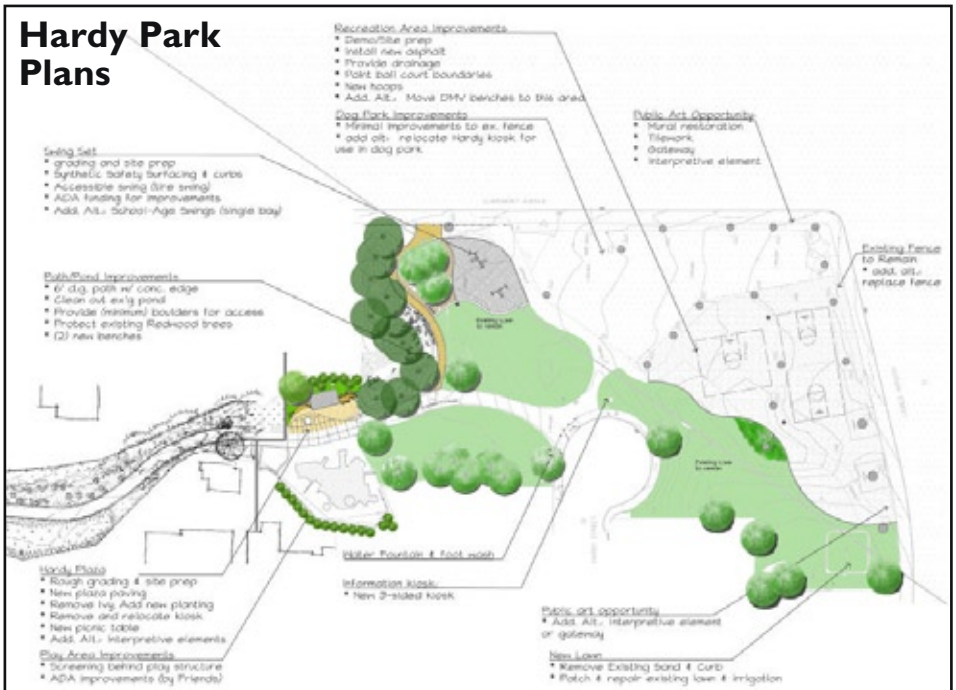 Hardy Park
Plans
Recreation Area Improvements
* Demo/Site prep
* Install new asphalt
* Provide drainage
* Paint ball court boundaries
* New hoops
* Add. Alt.: Move DMV benches to this area
Dog Park Improvements
* Minimal improvements to ex. fence
* add alt: relocate Hardy kiosk for
use in dog park
Public Art Opportunity
* Mural restoration
* Tilework
* Gateway
* Interpretive element
Swing Set
* grading and site prep
* Synthetic Safety Surfacing & curbs
* Accessible swing (tire swing)
* ADA funding for improvements
* Add. Alt.: School-Age Swings (single bay)
Existing Fence
to Remain
* add. alt.:
replace fence
Path/Pond Improvements
* 6' d.g. path w/ conc. edge
* Clean out ex'g pond
* Provide (minimum) boulders for access
* Protect existing Redwood trees
* (2) new benches
Existing Lawn
to remain
Existing Lawn
to remain
Water Fountain & foot wash
Information kiosk:
* New 3-sided kiosk
Hardy Plaza
* Rough grading & site prep
* New plaza paving
* Remove Ivy, Add new planting
* Remove and relocate kiosk
* New picnic table
* Add. Alt.: Interpretive elements
Play Area Improvements
* Screening behind play structure
* ADA improvements (by Friends)
Public art opportunity
* Add. Alt.: Interpretive element
or gateway
New Lawn
* Remove Existing Sand & Curb
* Patch & repair existing lawn & irrigation